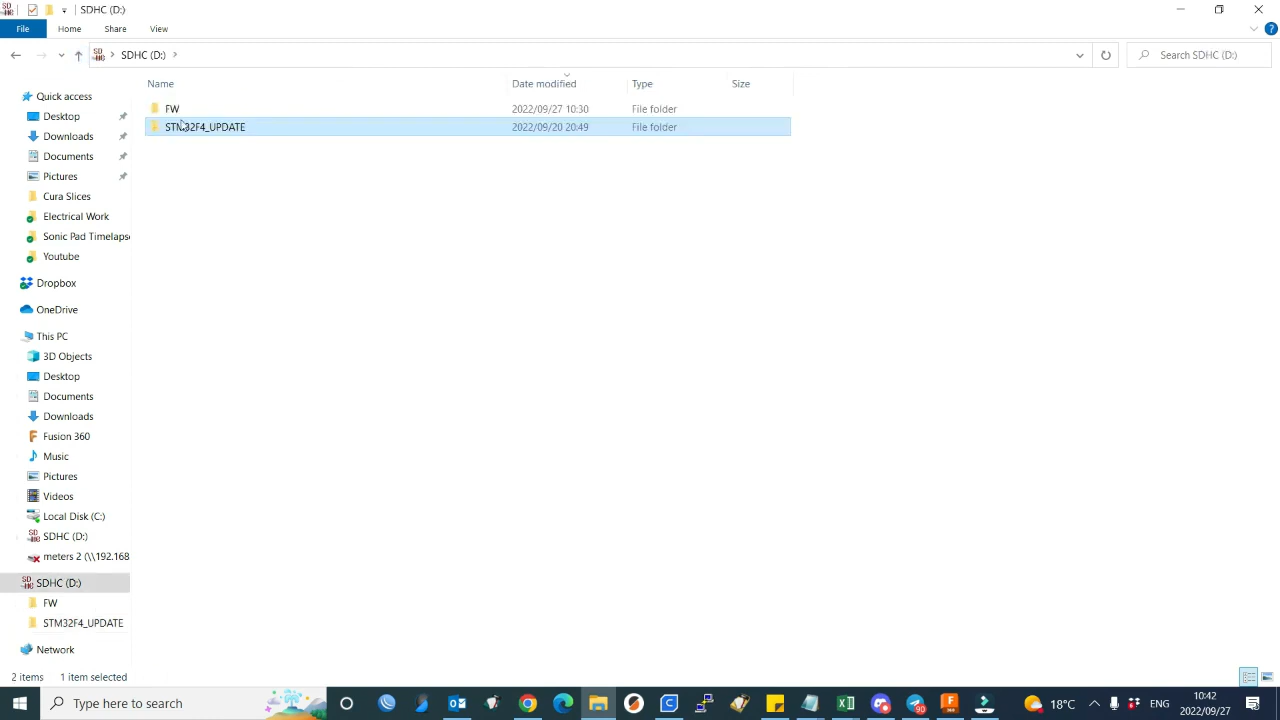 SDHC (D:)
File Home Share View
SDHC (D:)
Search SDHC (D:)
Name Date modified Type Size
FW 2022/09/27 10:30 File folder
STM32F4_UPDATE 2022/09/20 20:49 File folder
Quick access
Desktop
Downloads
Documents
Pictures
Cura Slices
Electrical Work
Sonic Pad Timelaps
Youtube
Dropbox
OneDrive
This PC
3D Objects
Desktop
Documents
Downloads
Fusion 360
Music
Pictures
Videos
Local Disk (C:)
SDHC (D:)
meters 2 (\\192.168
SDHC (D:)
FW
STM32F4_UPDATE
Network
2 items 1 item selected
Type here to search
90
18°C
ENG
10:42
2022/09/27